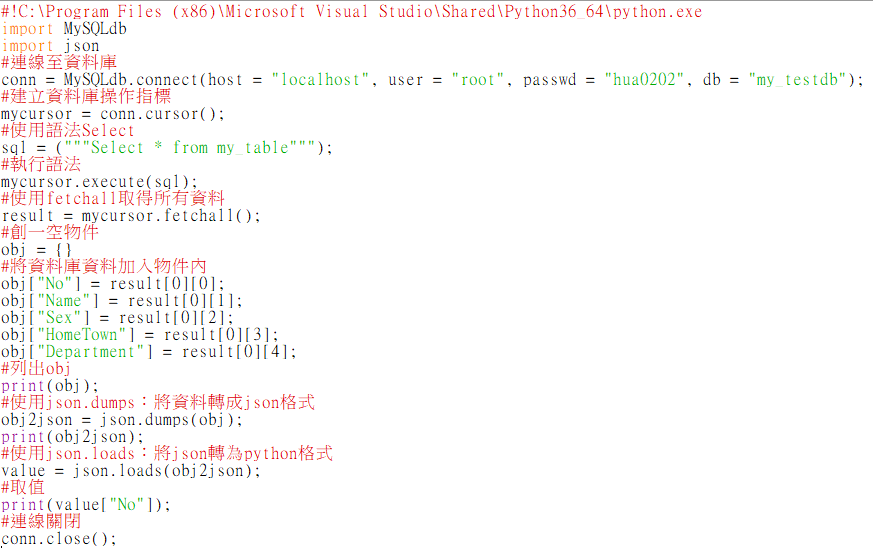 #!C:\Program Files (x86)\Microsoft Visual Studio\Shared\Python36_64\python.exe
import MySQLdb
import json
#連線至資料庫
conn = MySQLdb.connect(host = "localhost", user = "root", passwd = "hua0202", db = "my_testdb");
#建立資料庫操作指標
mycursor = conn.cursor();
#使用語法Select
sql = ("""Select * from my_table""");
#執行語法
mycursor.execute(sql);
#使用fetchall取得所有資料
result = mycursor.fetchall();
#創一空物件
obj = {}
#將資料庫資料加入物件內
obj["No"] = result[0][0];
obj["Name"] = result[0][1];
obj["Sex"] = result[0][2];
obj["HomeTown"] = result[0][3];
obj["Department"] = result[0][4];
#列出obj
print(obj);
#使用json.dumps：將資料轉成json格式
obj2json = json.dumps(obj);
print(obj2json);
#使用json.loads：將json轉為python格式
value = json.loads(obj2json);
#取值
print(value["No"]);
#連線關閉
conn.close();